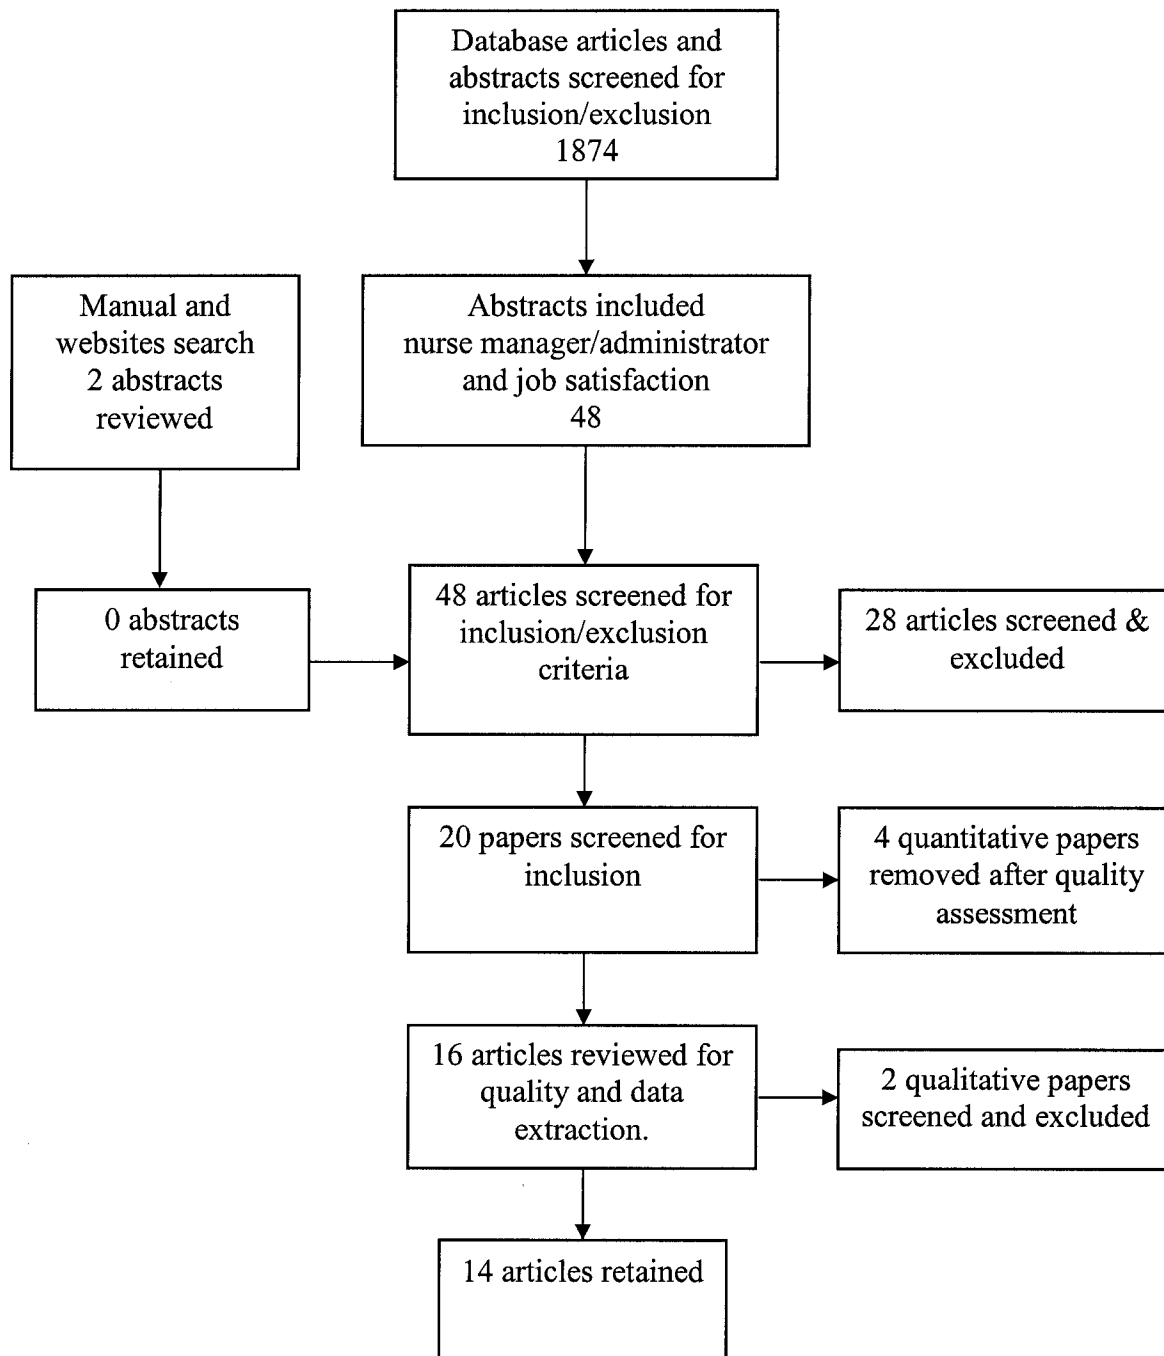 Database articles and
abstracts screened for
inclusion/exclusion
1874
Manual and
websites search
2 abstracts
reviewed
Abstracts included
nurse manager/administrator
and job satisfaction
48
0 abstracts
retained
48 articles screened for
inclusion/exclusion
criteria
28 articles screened &
excluded
20 papers screened for
inclusion
4 quantitative papers
removed after quality
assessment
16 articles reviewed for
quality and data
extraction.
2 qualitative papers
screened and excluded
14 articles retained